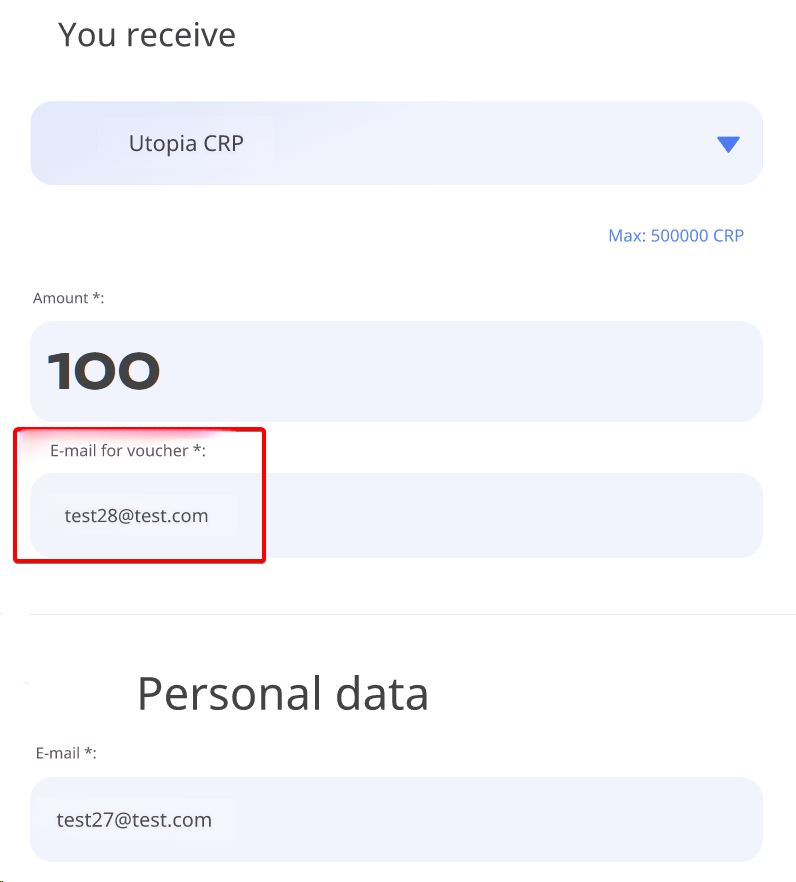 You receive
Utopia CRP
Max: 500000 CRP
Amount *:
100
E-mail for voucher *:
test28@test.com
Personal data
E-mail *:
test27@test.com